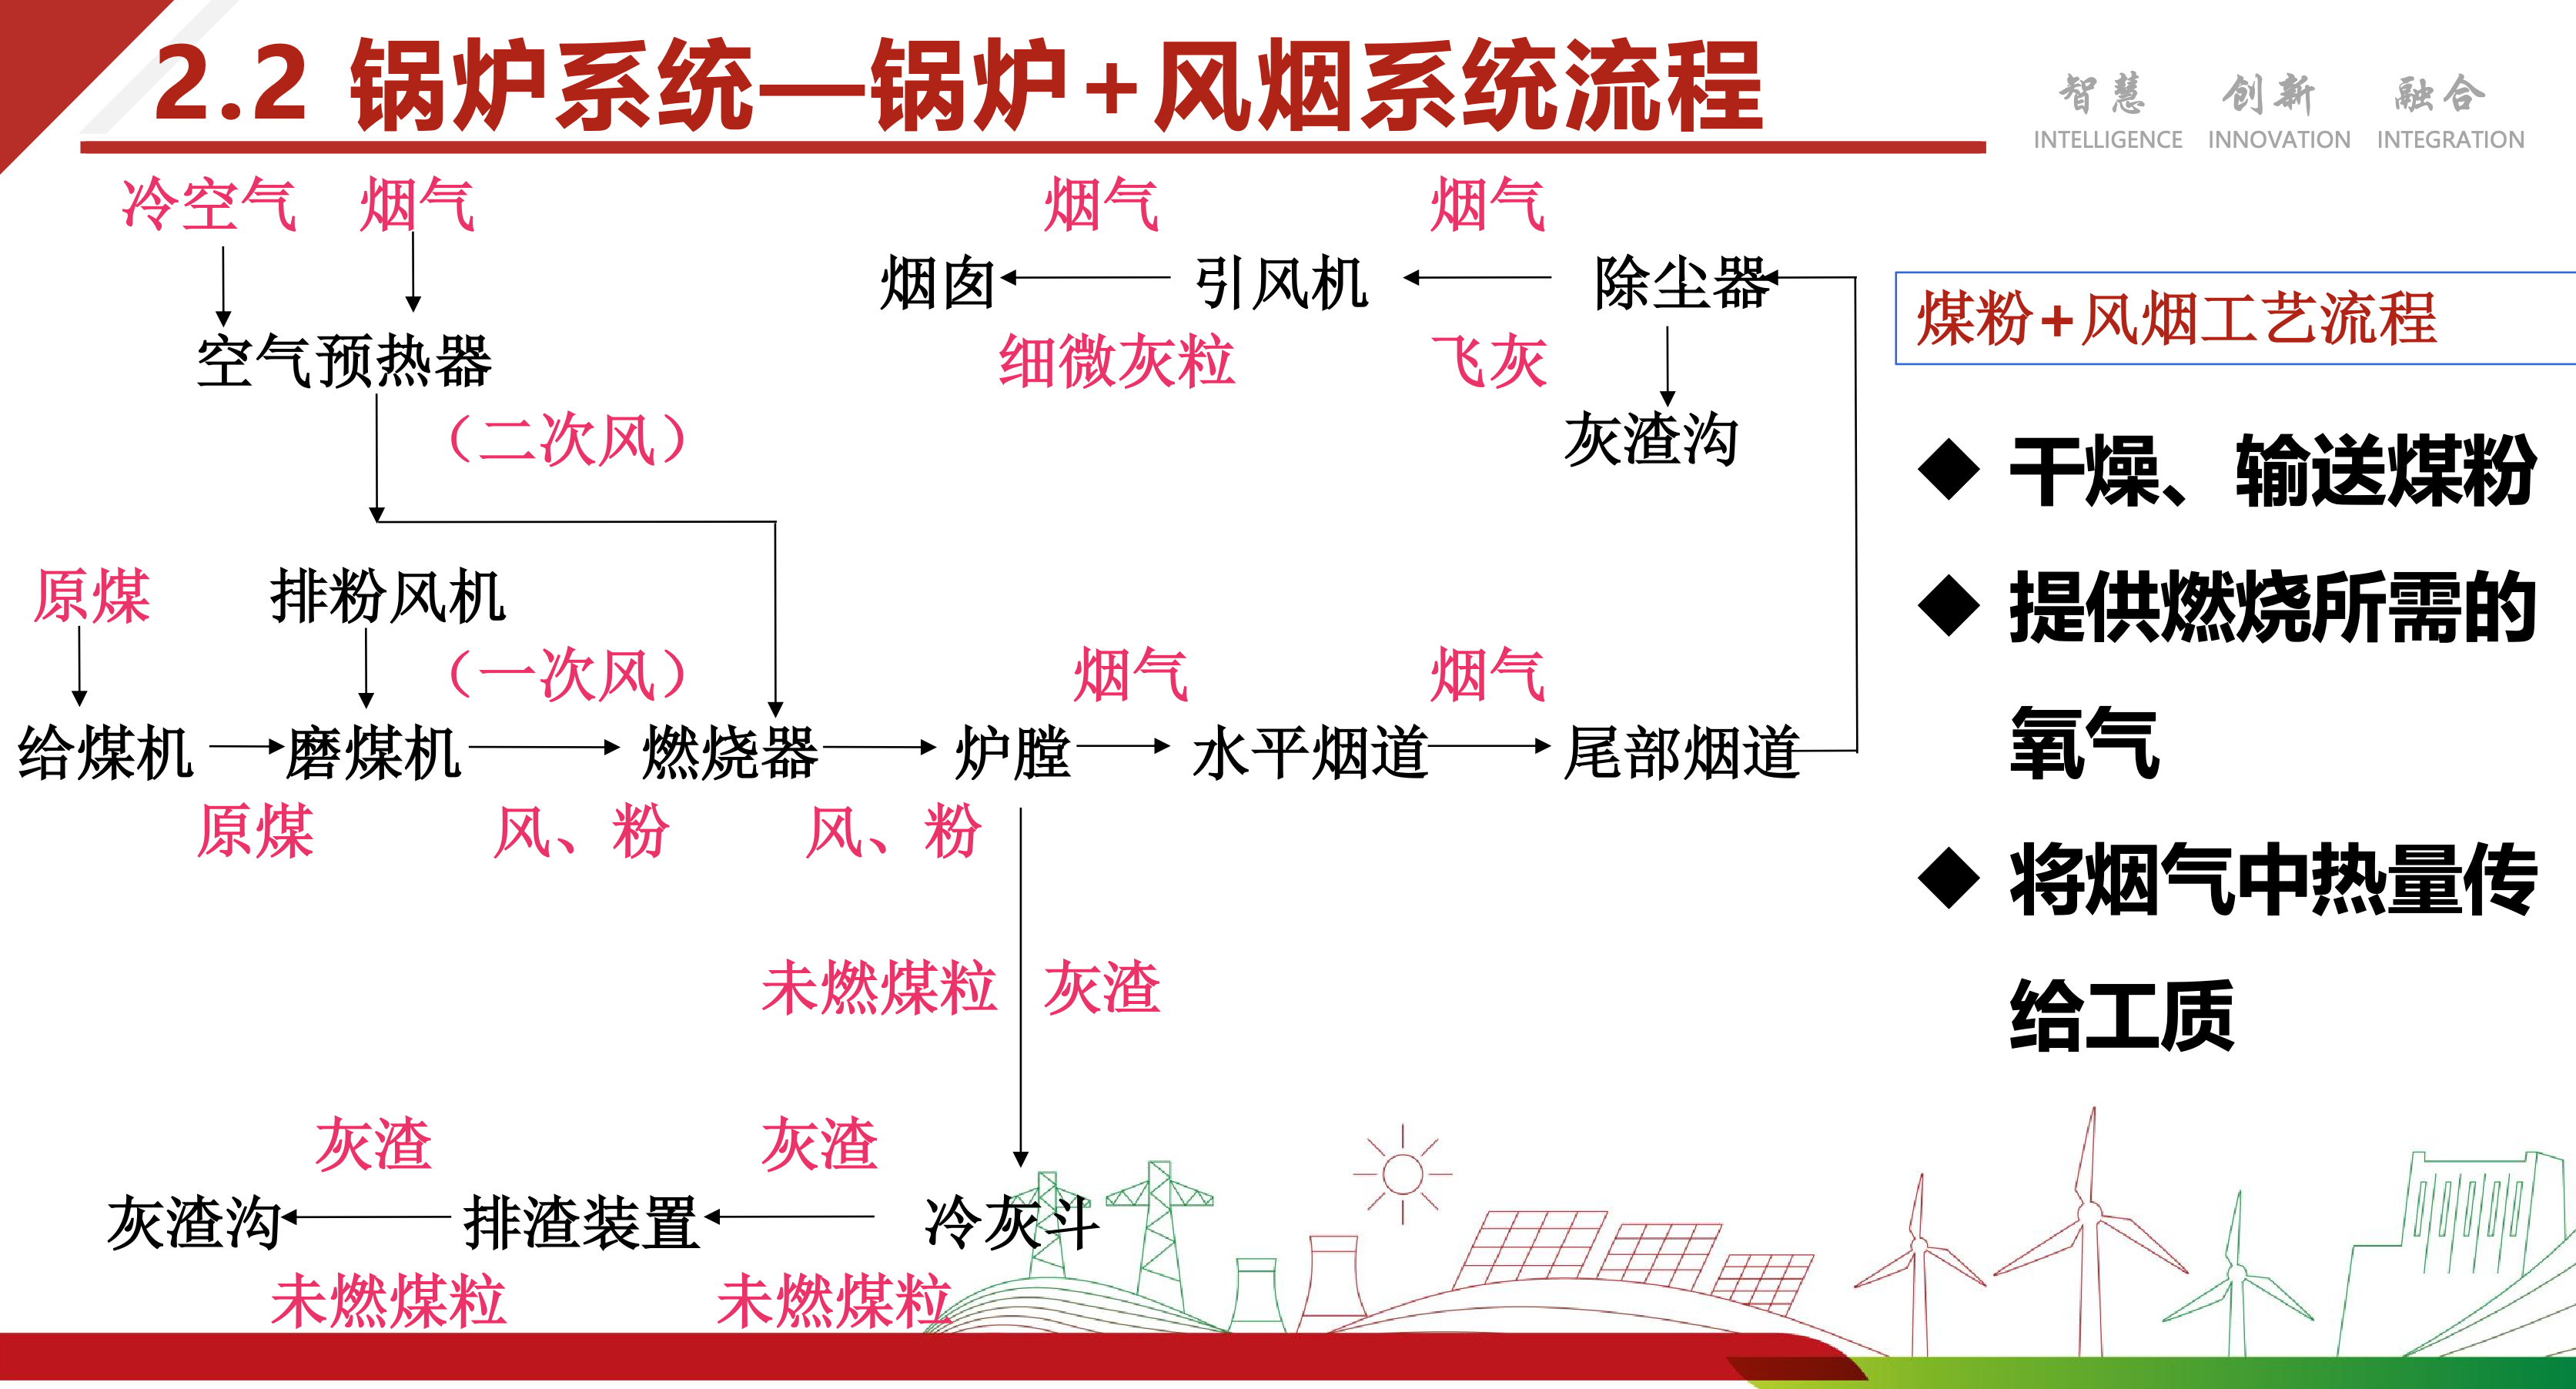 2.2 锅炉系统—锅炉+风烟系统流程
智慧 创新 融合
INTELLIGENCE INNOVATION INTEGRATION
冷空气 烟气 烟气 烟气
烟囱 引风机 除尘器
空气预热器 细微灰粒 飞灰
（二次风） 灰渣沟
原煤 排粉风机
（一次风） 烟气 烟气
给煤机 磨煤机 燃烧器 炉膛 水平烟道 尾部烟道
原煤 风、粉 风、粉
未燃煤粒 灰渣
灰渣 灰渣
灰渣沟 排渣装置 冷灰斗
未燃煤粒 未燃煤粒
煤粉+风烟工艺流程
◆ 干燥、输送煤粉
◆ 提供燃烧所需的
氧气
◆ 将烟气中热量传
给工质